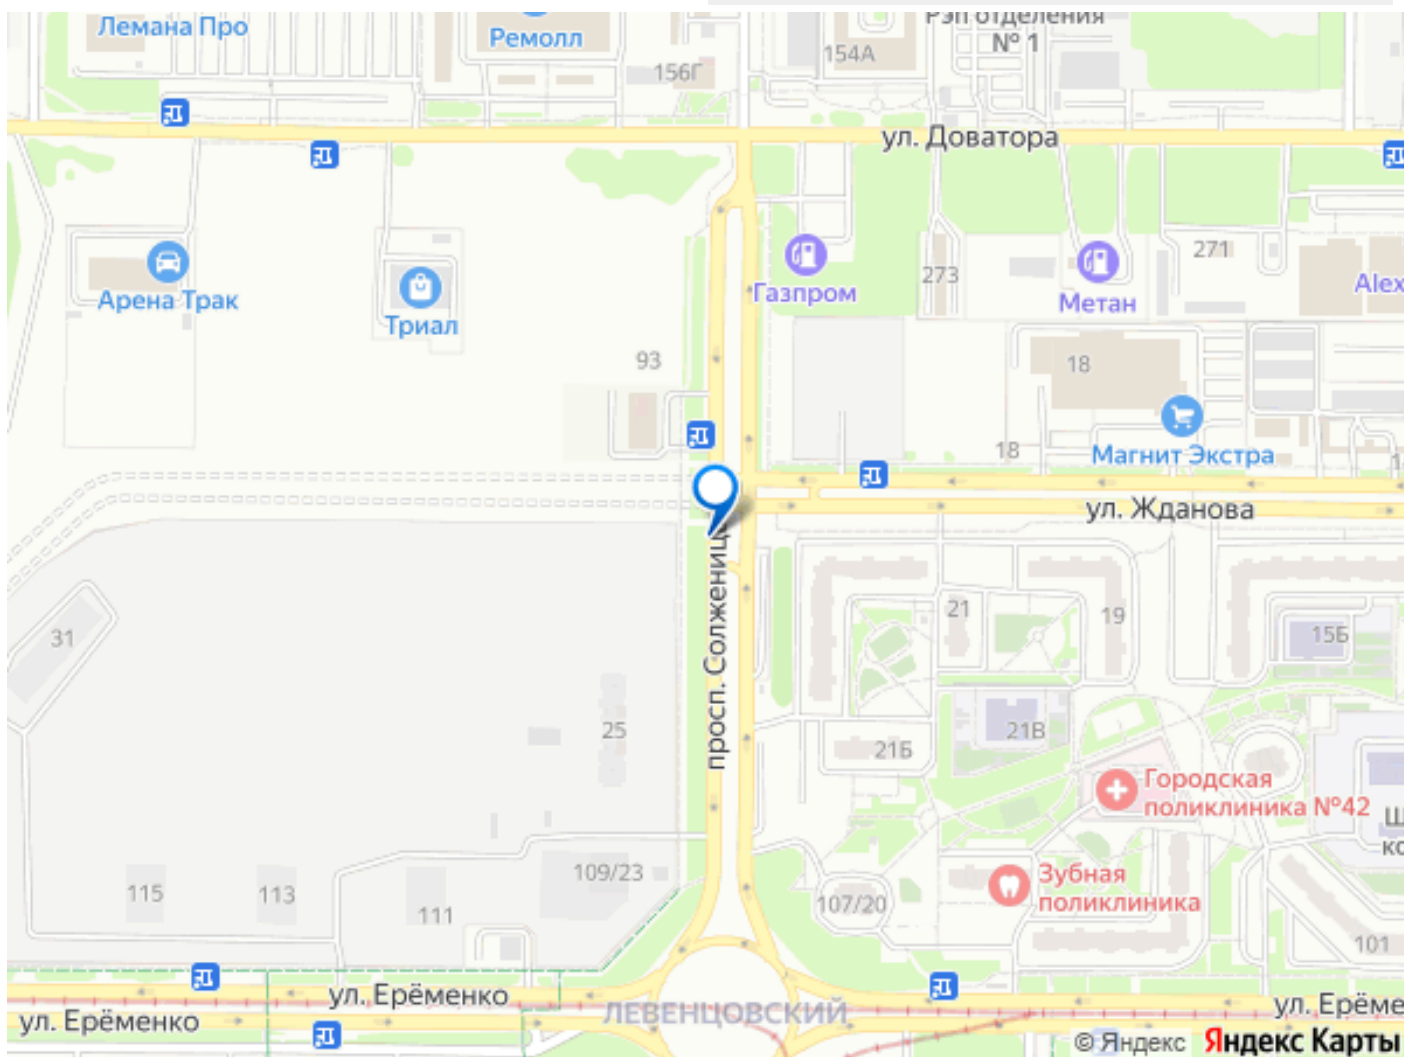 Лемана Про
Ремолл
156Г
154А
Рэп отделения
№ 1
ул. Доватора
Арена Трак
Триал
Газпром
273
Метан
271
Alex
93
18
18
Магнит Экстра
ул. Жданова
просп. Солжениц
31
25
21
19
15Б
21Б
21В
Городская
поликлиника №42
Зубная
поликлиника
115
113
111
109/23
107/20
101
ул. Ерёменко
ул. Ерёменко
ЛЕВЕНЦОВСКИЙ
ул. Ерёме
© Яндекс Яндекс Карты